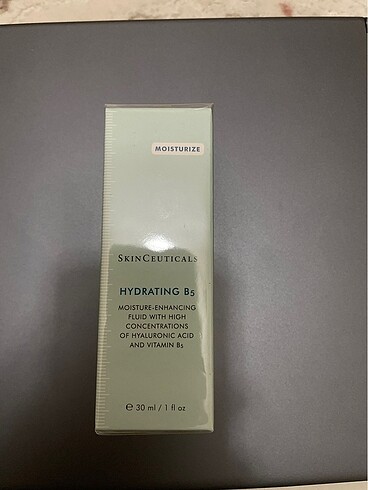 MOISTURIZE
SKINCEUTICALS
HYDRATING B5
MOISTURE-ENHANCING
FLUID WITH HIGH
CONCENTRATIONS
OF HYALURONIC ACID
AND VITAMIN B5
℮ 30 ml / 1 fl oz